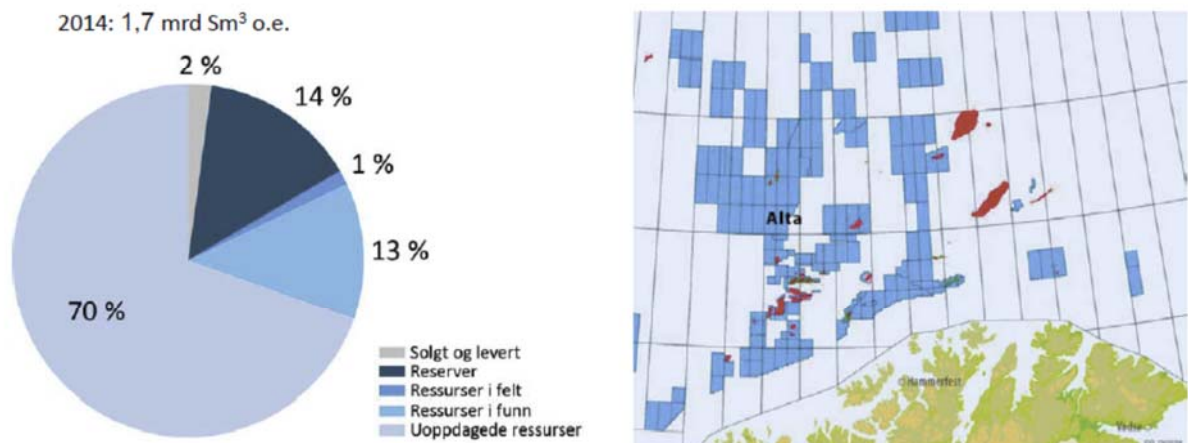 2014: 1,7 mrd Sm³ o.e.
2 %
14 %
1 %
13 %
70 %
Solgt og levert
Reserver
Ressurser i felt
Ressurser i funn
Uoppdagede ressurser
Alta
Hammerfest